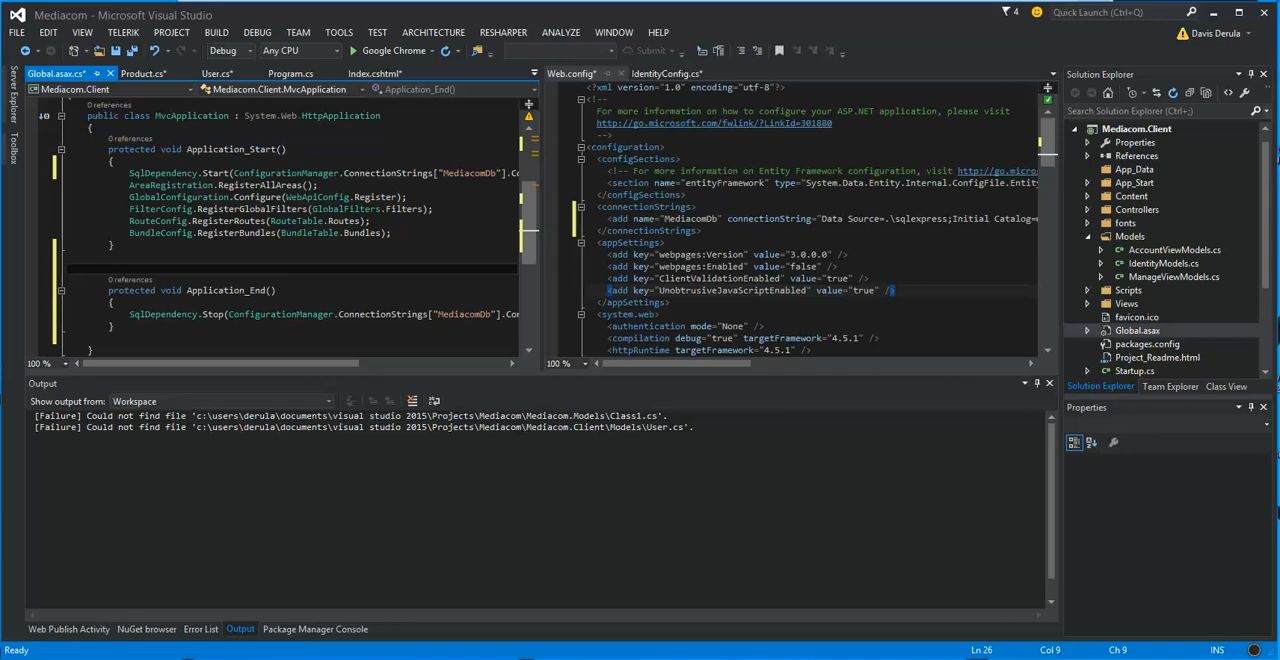 Mediacom - Microsoft Visual Studio
4
Quick Launch (Ctrl+Q)
FILE EDIT VIEW TELERIK PROJECT BUILD DEBUG TEAM TOOLS TEST ARCHITECTURE RESHARPER ANALYZE WINDOW HELP
Davis Derula
Debug Any CPU Google Chrome Submit
Server Explorer
Toolbox
Global.asax.cs* Product.cs* User.cs* Program.cs Index.cshtml*
Mediacom.Client Mediacom.Client.MvcApplication Application_End()
0 references
public class MvcApplication : System.Web.HttpApplication
{
0 references
protected void Application_Start()
{
SqlDependency.Start(ConfigurationManager.ConnectionStrings["MediacomDb"].Co
AreaRegistration.RegisterAllAreas();
GlobalConfiguration.Configure(WebApiConfig.Register);
FilterConfig.RegisterGlobalFilters(GlobalFilters.Filters);
RouteConfig.RegisterRoutes(RouteTable.Routes);
BundleConfig.RegisterBundles(BundleTable.Bundles);
}
0 references
protected void Application_End()
{
SqlDependency.Stop(ConfigurationManager.ConnectionStrings["MediacomDb"].Con
}
}
100 %
Web.config* IdentityConfig.cs*
<?xml version="1.0" encoding="utf-8"?>
<!--
For more information on how to configure your ASP.NET application, please visit
http://go.microsoft.com/fwlink/?LinkId=301880
-->
<configuration>
<configSections>
<!-- For more information on Entity Framework configuration, visit http://go.micro
<section name="entityFramework" type="System.Data.Entity.Internal.ConfigFile.Entity
</configSections>
<connectionStrings>
<add name="MediacomDb" connectionString="Data Source=.\sqlexpress;Initial Catalog=
</connectionStrings>
<appSettings>
<add key="webpages:Version" value="3.0.0.0" />
<add key="webpages:Enabled" value="false" />
<add key="ClientValidationEnabled" value="true" />
<add key="UnobtrusiveJavaScriptEnabled" value="true" />
</appSettings>
<system.web>
<authentication mode="None" />
<compilation debug="true" targetFramework="4.5.1" />
<httpRuntime targetFramework="4.5.1" />
100 %
Solution Explorer
Search Solution Explorer (Ctrl+;)
Mediacom.Client
Properties
References
App_Data
App_Start
Content
Controllers
fonts
Models
AccountViewModels.cs
IdentityModels.cs
ManageViewModels.cs
Scripts
Views
favicon.ico
Global.asax
packages.config
Project_Readme.html
Startup.cs
Solution Explorer Team Explorer Class View
Properties
Output
Show output from: Workspace
[Failure] Could not find file 'c:\users\derula\documents\visual studio 2015\Projects\Mediacom\Mediacom.Models\Class1.cs'.
[Failure] Could not find file 'c:\users\derula\documents\visual studio 2015\Projects\Mediacom\Mediacom.Client\Models\User.cs'.
Web Publish Activity NuGet browser Error List Output Package Manager Console
Ready Ln 26 Col 9 Ch 9 INS